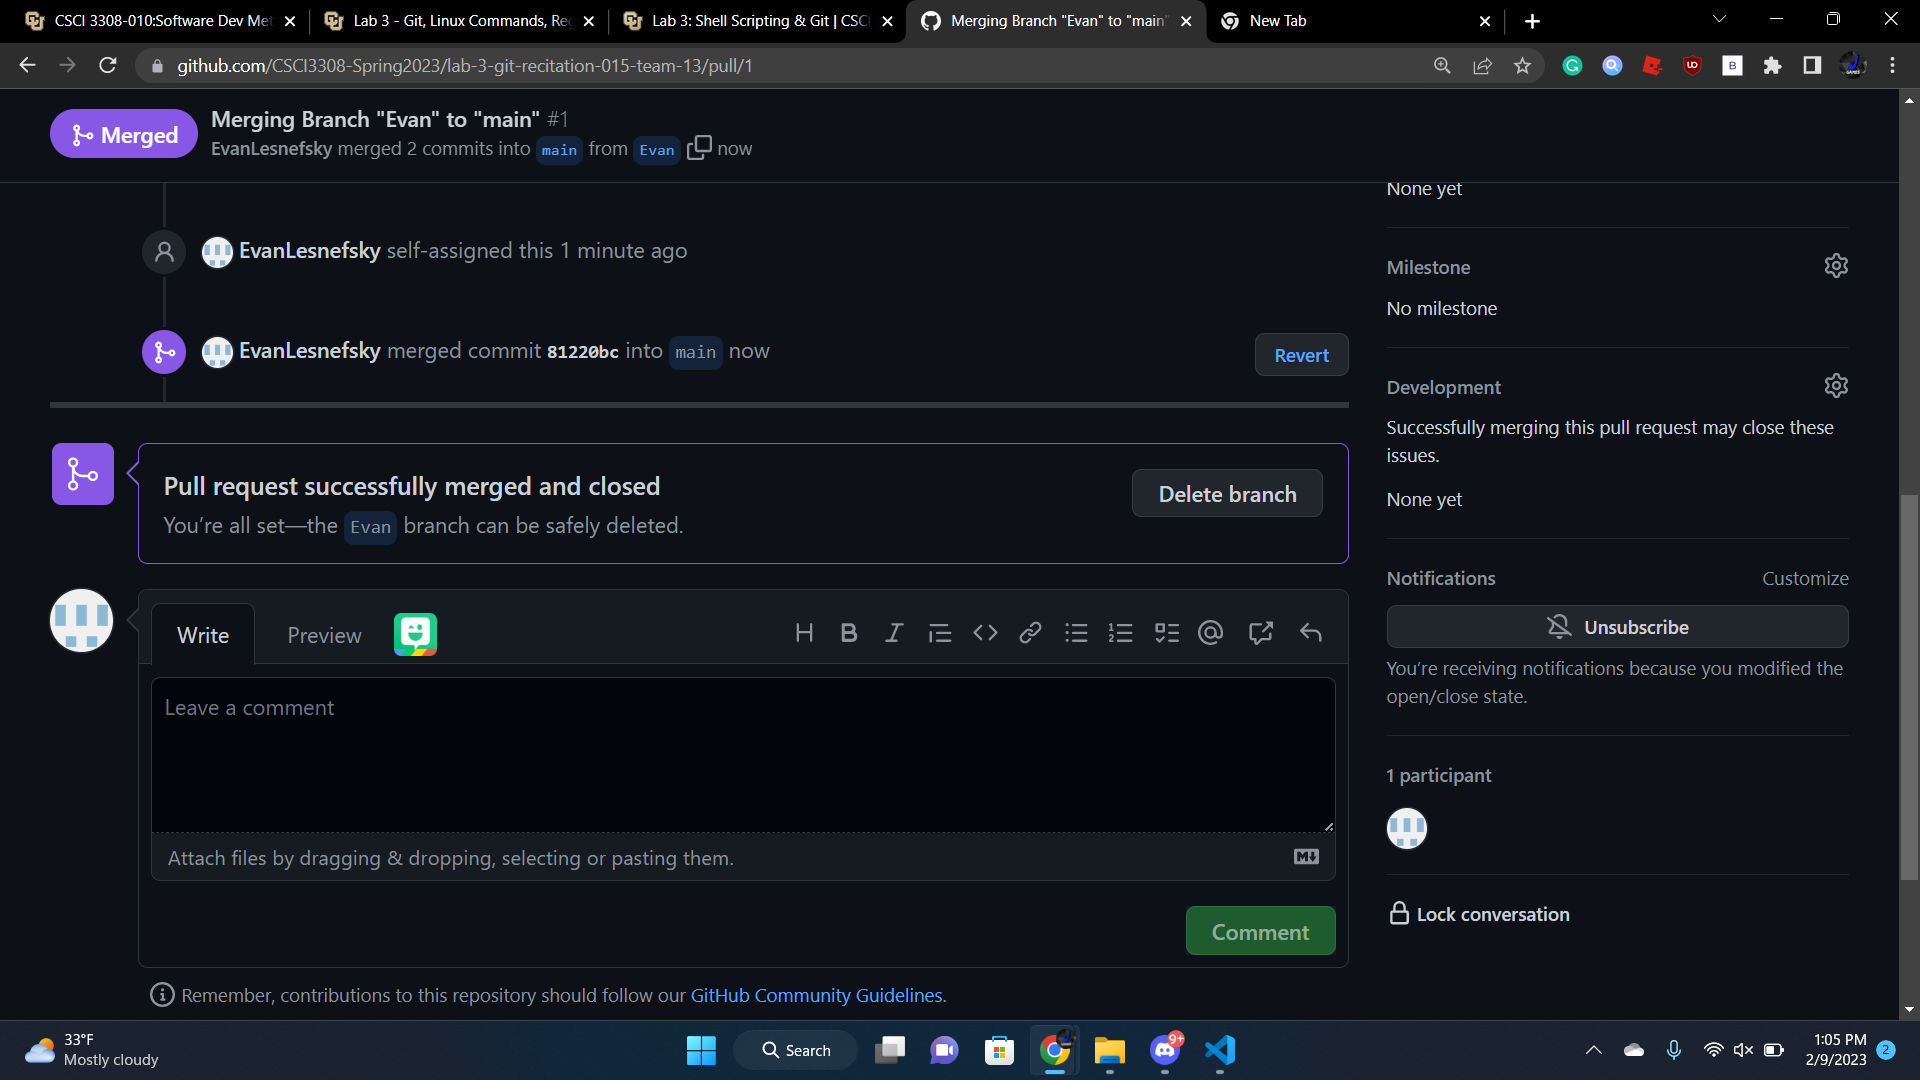 CSCI 3308-010:Software Dev Met
Lab 3 - Git, Linux Commands, Re
Lab 3: Shell Scripting & Git | CSC
Merging Branch "Evan" to "main"
New Tab
github.com/CSCI3308-Spring2023/lab-3-git-recitation-015-team-13/pull/1
Merged
Merging Branch "Evan" to "main" #1
EvanLesnefsky merged 2 commits into main from Evan now
None yet
EvanLesnefsky self-assigned this 1 minute ago
Milestone
No milestone
EvanLesnefsky merged commit 81220bc into main now
Revert
Development
Successfully merging this pull request may close these
issues.
None yet
Pull request successfully merged and closed
You’re all set—the Evan branch can be safely deleted.
Delete branch
Notifications
Customize
Unsubscribe
You’re receiving notifications because you modified the
open/close state.
Write
Preview
Leave a comment
1 participant
Attach files by dragging & dropping, selecting or pasting them.
Comment
Lock conversation
Remember, contributions to this repository should follow our GitHub Community Guidelines.
33°F
Mostly cloudy
Search
9+
1:05 PM
2/9/2023
2